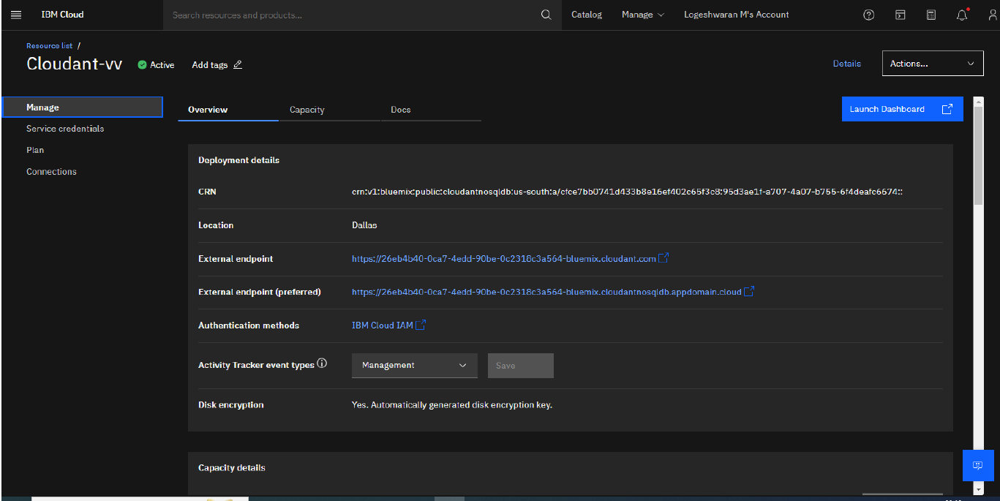 IBM Cloud
Search resources and products...
Catalog
Manage
Logeshwaran M's Account
Resource list /
Cloudant-vv
Active
Add tags
Details
Actions...
Manage
Service credentials
Plan
Connections
Overview
Capacity
Docs
Launch Dashboard
Deployment details
CRN crn:v1:bluemix:public:cloudantnosqldb:us-south:a/cfce7bb0741d433b8e16ef402c65f3c8:95d3ae1f-a707-4a07-b755-6f4deafc6674::
Location Dallas
External endpoint https://26eb4b40-0ca7-4edd-90be-0c2318c3a564-bluemix.cloudant.com
External endpoint (preferred) https://26eb4b40-0ca7-4edd-90be-0c2318c3a564-bluemix.cloudantnosqldb.appdomain.cloud
Authentication methods IBM Cloud IAM
Activity Tracker event types Management Save
Disk encryption Yes. Automatically generated disk encryption key.
Capacity details